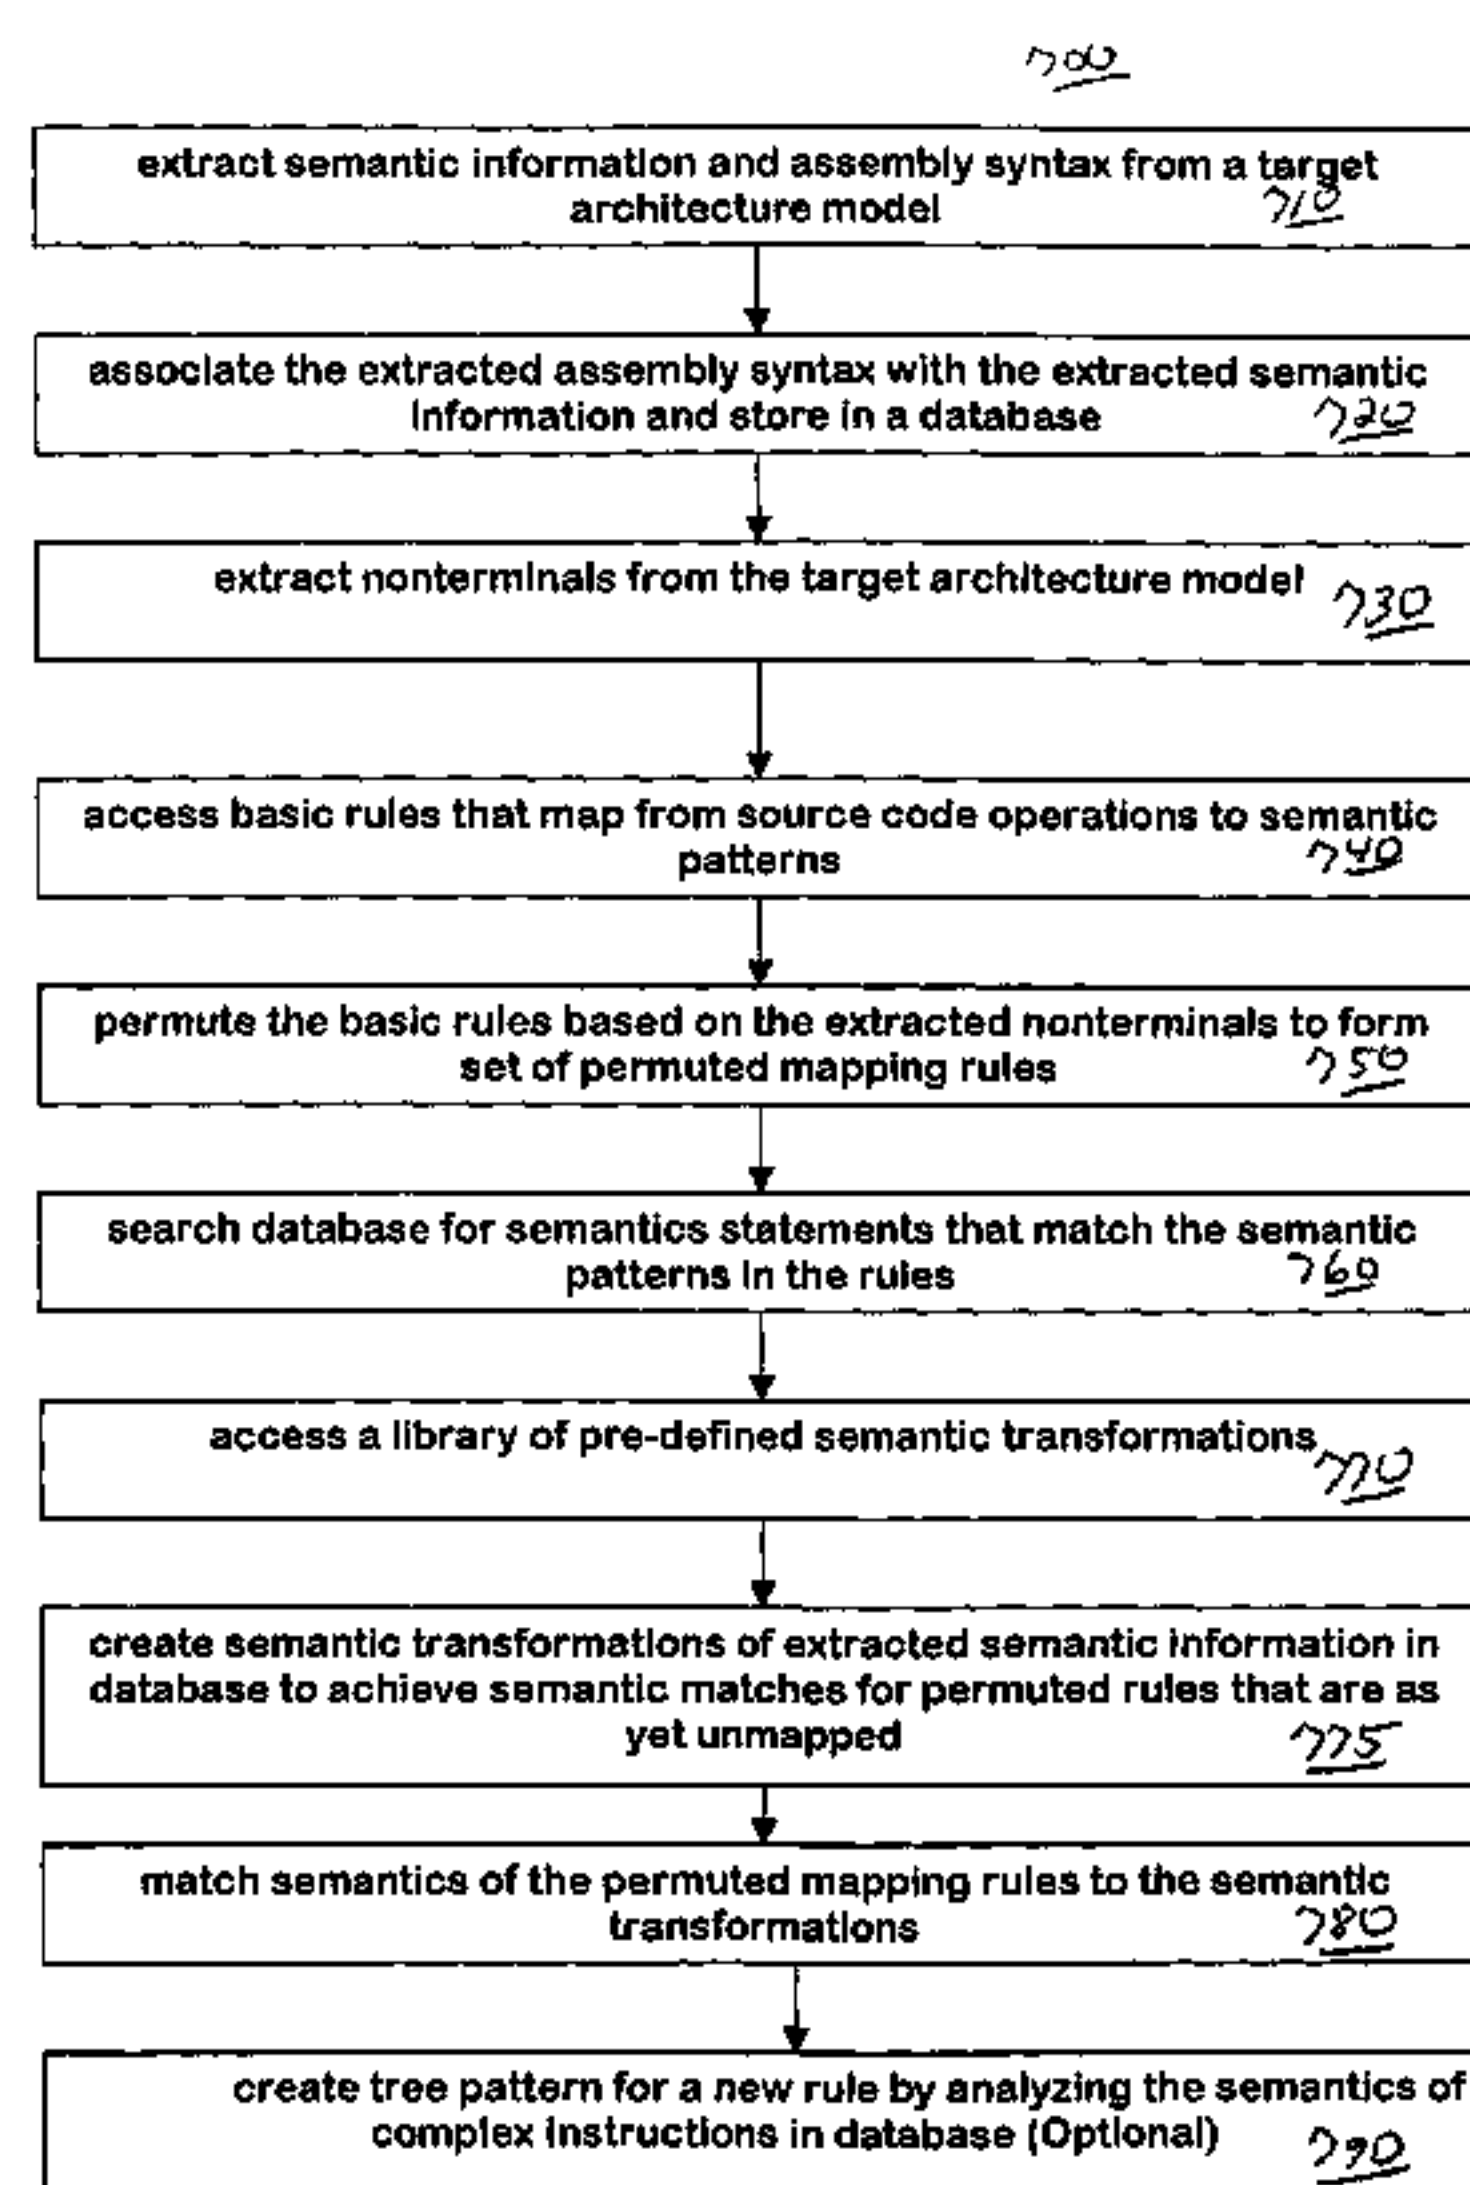 700
extract semantic information and assembly syntax from a target
architecture model 710
associate the extracted assembly syntax with the extracted semantic
information and store in a database 720
extract nonterminals from the target architecture model 730
access basic rules that map from source code operations to semantic
patterns 740
permute the basic rules based on the extracted nonterminals to form
set of permuted mapping rules 750
search database for semantics statements that match the semantic
patterns in the rules 760
access a library of pre-defined semantic transformations 770
create semantic transformations of extracted semantic information in
database to achieve semantic matches for permuted rules that are as
yet unmapped 775
match semantics of the permuted mapping rules to the semantic
transformations 780
create tree pattern for a new rule by analyzing the semantics of
complex instructions in database (Optional) 790